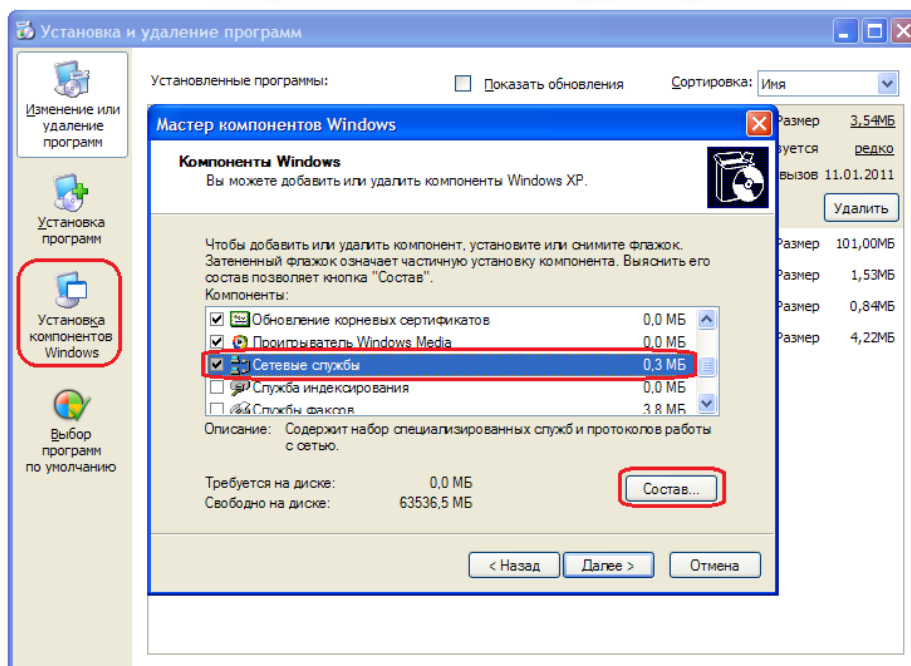 Установка и удаление программ
Изменение или
удаление
программ
Установка
программ
Установка
компонентов
Windows
Выбор
программ
по умолчанию
Установленные программы:
Показать обновления
Сортировка: Имя
Размер 3,54МБ
зуется редко
вызов 11.01.2011
Удалить
Размер 101,00МБ
Размер 1,53МБ
Размер 0,84МБ
Размер 4,22МБ
Мастер компонентов Windows
Компоненты Windows
Вы можете добавить или удалить компоненты Windows XP.
Чтобы добавить или удалить компонент, установите или снимите флажок.
Затененный флажок означает частичную установку компонента. Выяснить его
состав позволяет кнопка "Состав".
Компоненты:
Обновление корневых сертификатов 0,0 МБ
Проигрыватель Windows Media 0,0 МБ
Сетевые службы 0,3 МБ
Служба индексирования 0,0 МБ
Службы факсов 3,8 МБ
Описание: Содержит набор специализированных служб и протоколов работы
с сетью.
Требуется на диске: 0,0 МБ
Свободно на диске: 63536,5 МБ
Состав...
< Назад
Далее >
Отмена